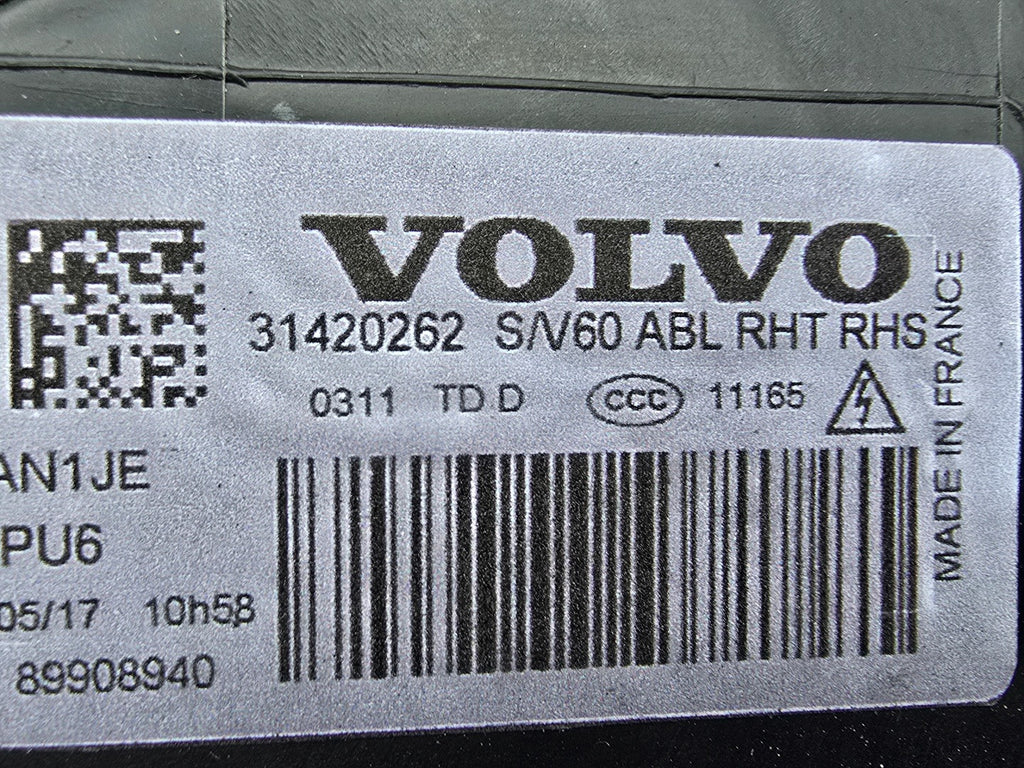 VOLVO
31420262 S/V60 ABL RHT RHS
0311 TD D CCC 11165
AN1JE
PU6
05/17 10h58
89908940
MADE IN FRANCE